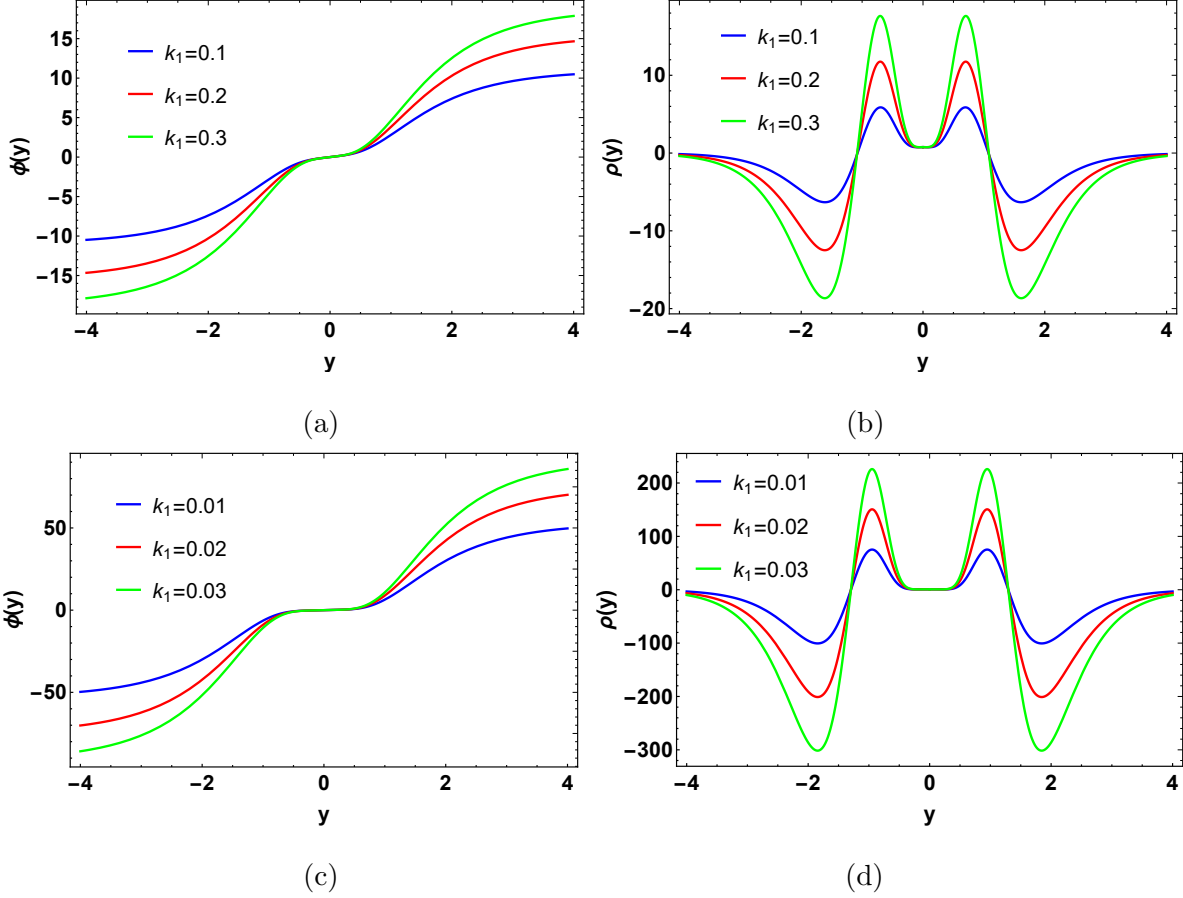 k1=0.1
k1=0.2
k1=0.3
15
10
5
0
−5
−10
−15
ϕ(y)
−4 −2 0 2 4
y
(a)
k1=0.1
k1=0.2
k1=0.3
10
0
−10
−20
ρ(y)
−4 −2 0 2 4
y
(b)
k1=0.01
k1=0.02
k1=0.03
50
0
−50
ϕ(y)
−4 −2 0 2 4
y
(c)
k1=0.01
k1=0.02
k1=0.03
200
100
0
−100
−200
−300
ρ(y)
−4 −2 0 2 4
y
(d)